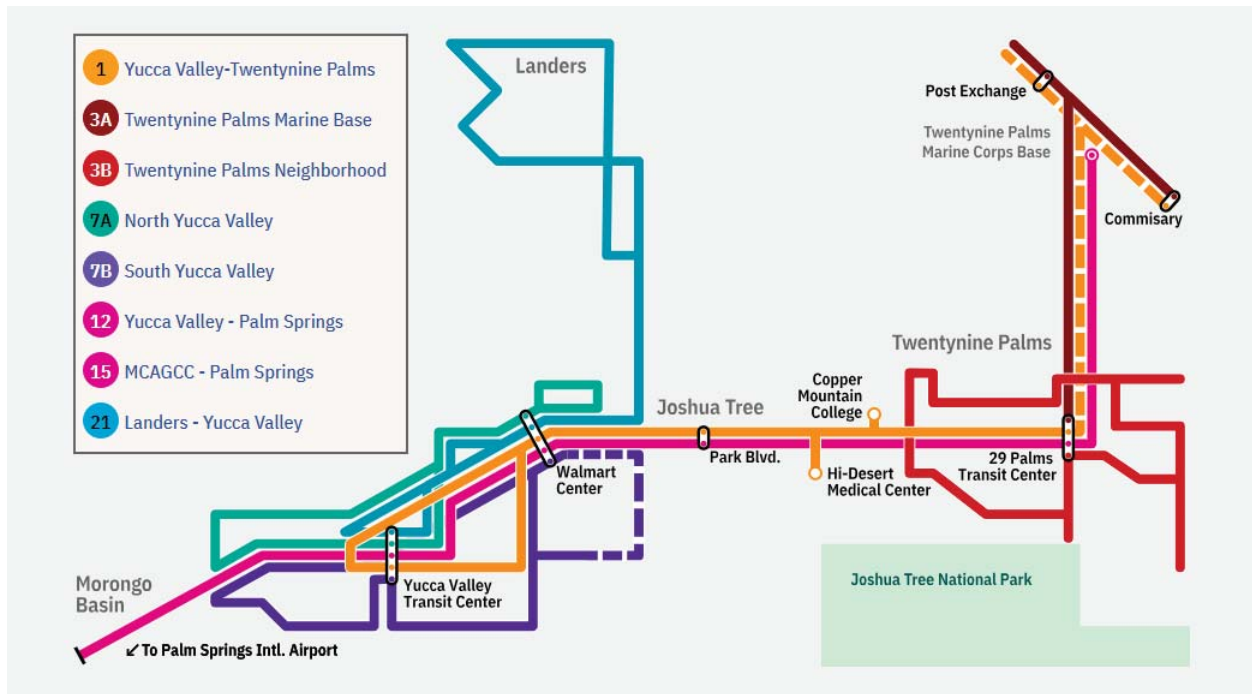 1 Yucca Valley-Twentynine Palms
3A Twentynine Palms Marine Base
3B Twentynine Palms Neighborhood
7A North Yucca Valley
7B South Yucca Valley
12 Yucca Valley - Palm Springs
15 MCAGCC - Palm Springs
21 Landers - Yucca Valley
Landers
Post Exchange
Twentynine Palms
Marine Corps Base
Commisary
Twentynine Palms
Copper
Mountain
College
Joshua Tree
Park Blvd.
Walmart
Center
Hi-Desert
Medical Center
29 Palms
Transit Center
Yucca Valley
Transit Center
Joshua Tree National Park
Morongo
Basin
↙To Palm Springs Intl. Airport